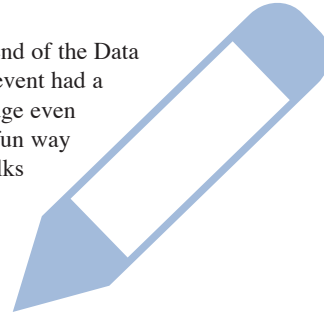 nd of the Data
event had a
ge even
fun way
lks